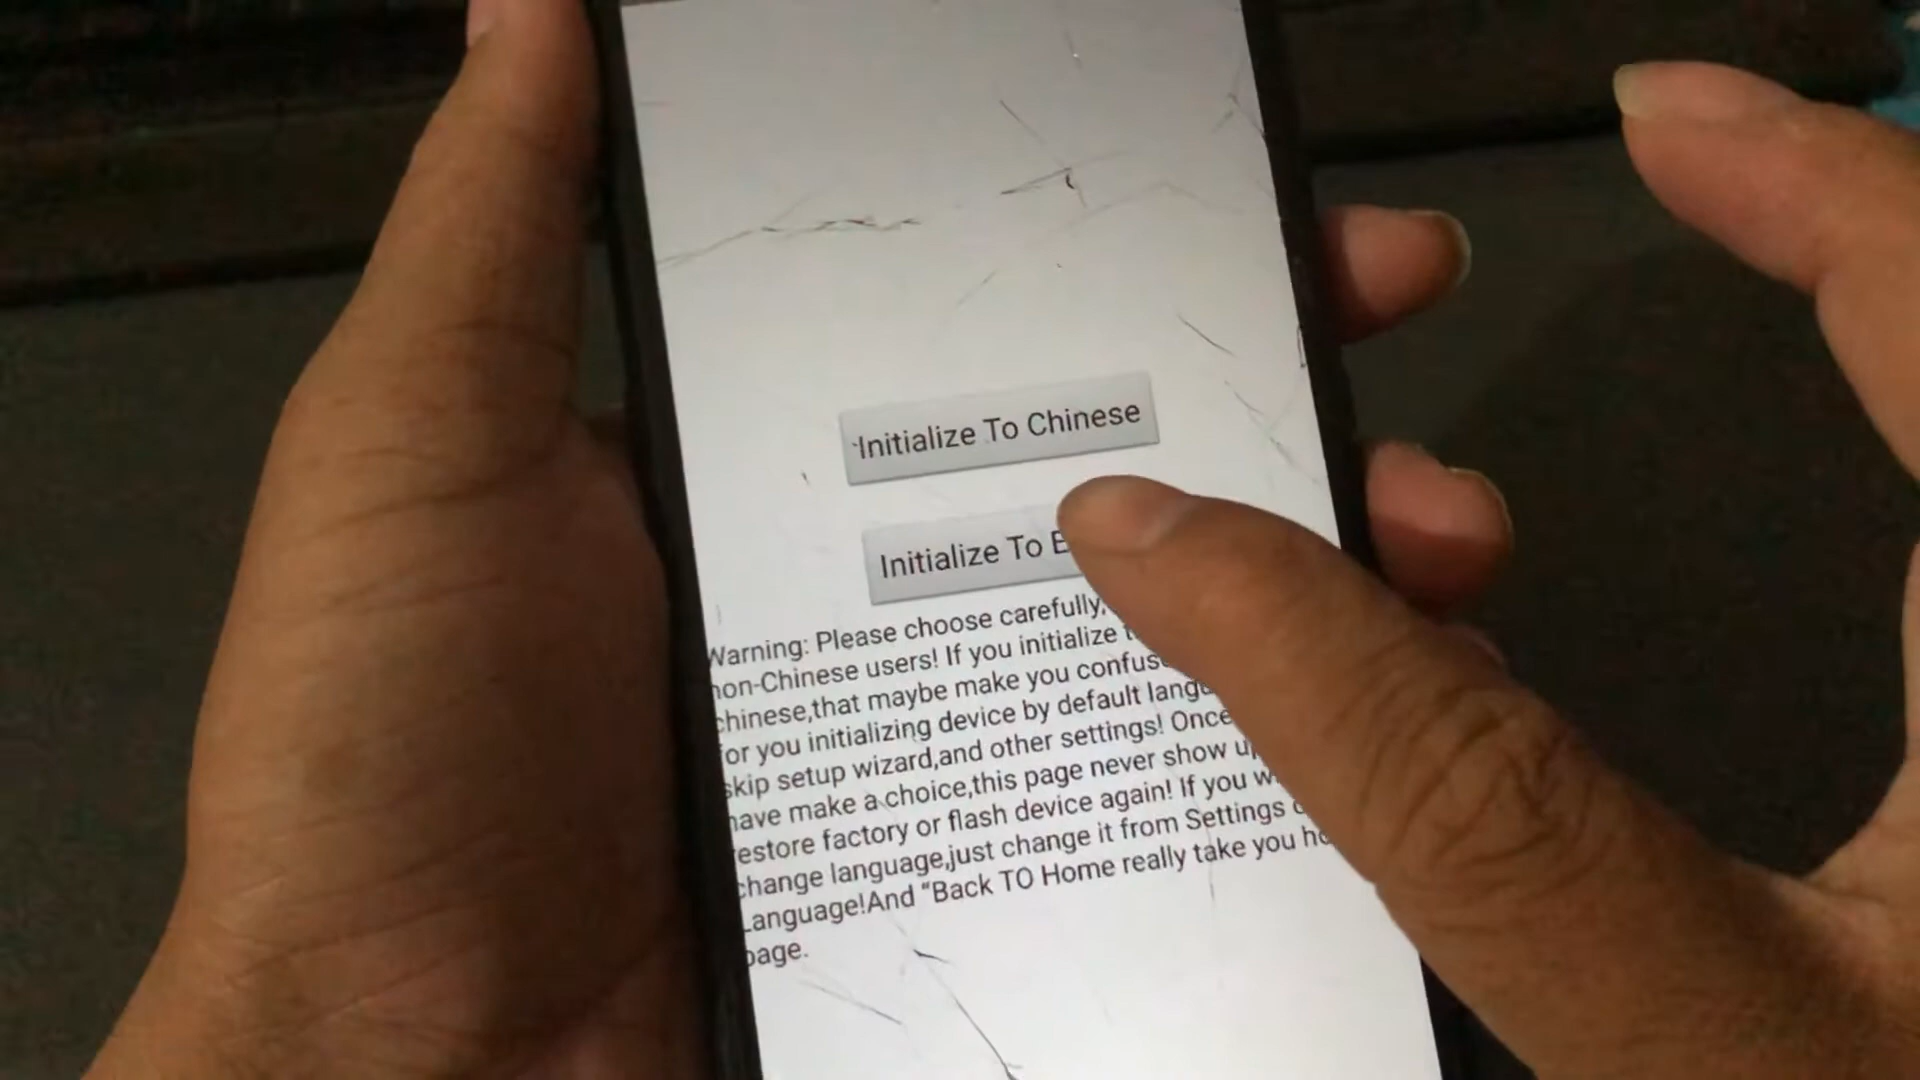 Initialize To Chinese
Initialize To
Warning: Please choose carefully,
non-Chinese users! If you initialize
chinese,that maybe make you
for you initializing device by default
skip setup wizard,and other settings! Once
have make a choice,this page never show
restore factory or flash device again! If you
change language,just change it from Settings
Language!And “Back TO Home really take you
page.